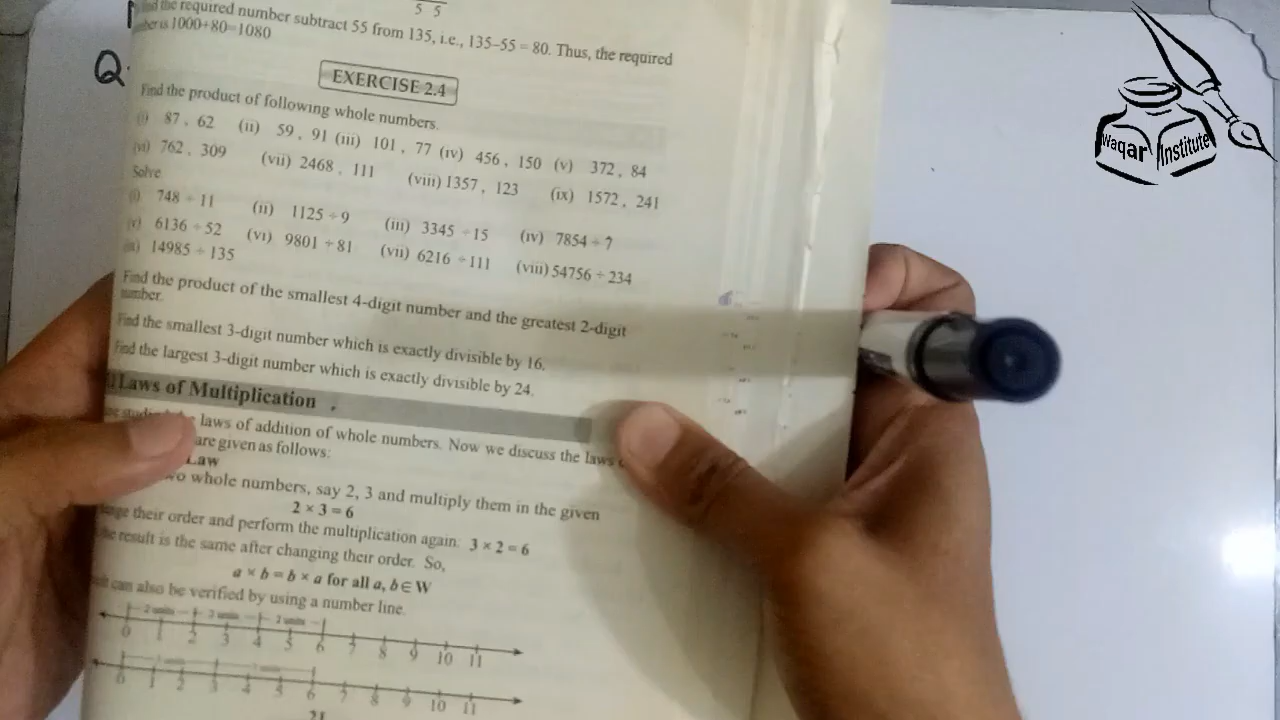 5 5
the required number subtract 55 from 135, i.e., 135–55 = 80. Thus, the required
is 1000+80=1080
Q
EXERCISE 2.4
Find the product of following whole numbers.
(i) 87 , 62 (ii) 59 , 91 (iii) 101 , 77 (iv) 456 , 150 (v) 372 , 84
(vi) 762 , 309 (vii) 2468 , 111 (viii) 1357 , 123 (ix) 1572 , 241
Solve
(i) 748 ÷ 11 (ii) 1125 ÷ 9 (iii) 3345 ÷ 15 (iv) 7854 ÷ 7
(v) 6136 ÷ 52 (vi) 9801 ÷ 81 (vii) 6216 ÷ 111 (viii) 54756 ÷ 234
(ix) 14985 ÷ 135
Find the product of the smallest 4-digit number and the greatest 2-digit
number.
Find the smallest 3-digit number which is exactly divisible by 16.
Find the largest 3-digit number which is exactly divisible by 24.
Laws of Multiplication
laws of addition of whole numbers. Now we discuss the laws
are given as follows:
Law
whole numbers, say 2, 3 and multiply them in the given
2 × 3 = 6
their order and perform the multiplication again. 3 × 2 = 6
result is the same after changing their order. So,
a × b = b × a for all a, b ∈ W
can also be verified by using a number line.
2 units 2 units 2 units
0 1 2 3 4 5 6 7 8 9 10 11
0 1 2 3 4 5 6 7 8 9 10 11
21
Waqar Institute